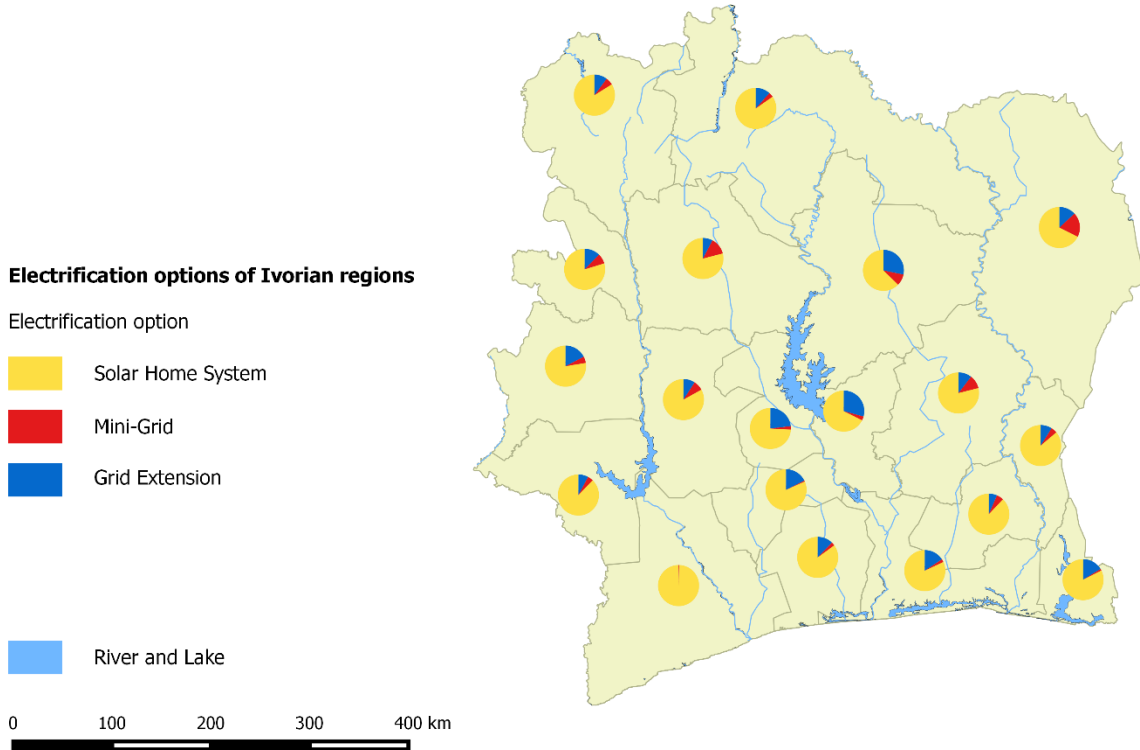 Electrification options of Ivorian regions
Electrification option
Solar Home System
Mini-Grid
Grid Extension
River and Lake
0 100 200 300 400 km